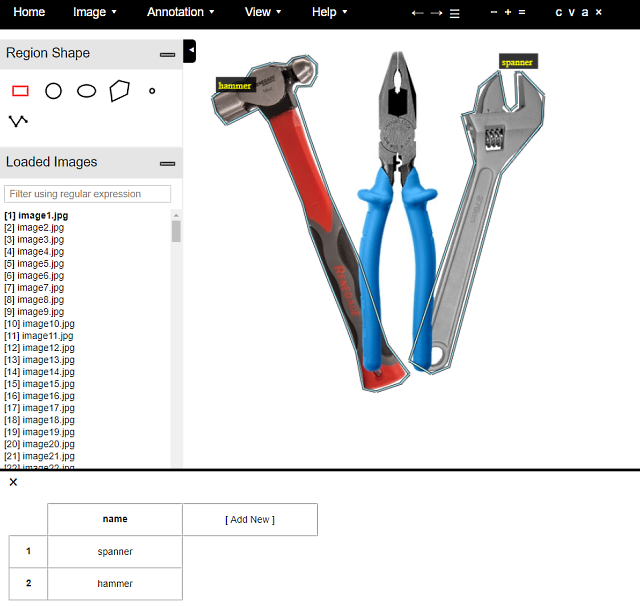 Home Image ▾ Annotation ▾ View ▾ Help ▾ ← → ☰ − + = c v a ×
Region Shape
Loaded Images
Filter using regular expression
[1] image1.jpg
[2] image2.jpg
[3] image3.jpg
[4] image4.jpg
[5] image5.jpg
[6] image6.jpg
[7] image7.jpg
[8] image8.jpg
[9] image9.jpg
[10] image10.jpg
[11] image11.jpg
[12] image12.jpg
[13] image13.jpg
[14] image14.jpg
[15] image15.jpg
[16] image16.jpg
[17] image17.jpg
[18] image18.jpg
[19] image19.jpg
[20] image20.jpg
[21] image21.jpg
[22] image22.jpg
hammer
spanner
×
name [ Add New ]
1 spanner
2 hammer